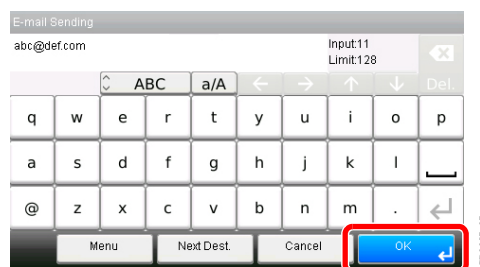 E-mail Sending
abc@def.com
Input:11
Limit:128
ABC a/A Del.
q w e r t y u i o p
a s d f g h j k l
@ z x c v b n m .
Menu Next Dest. Cancel OK